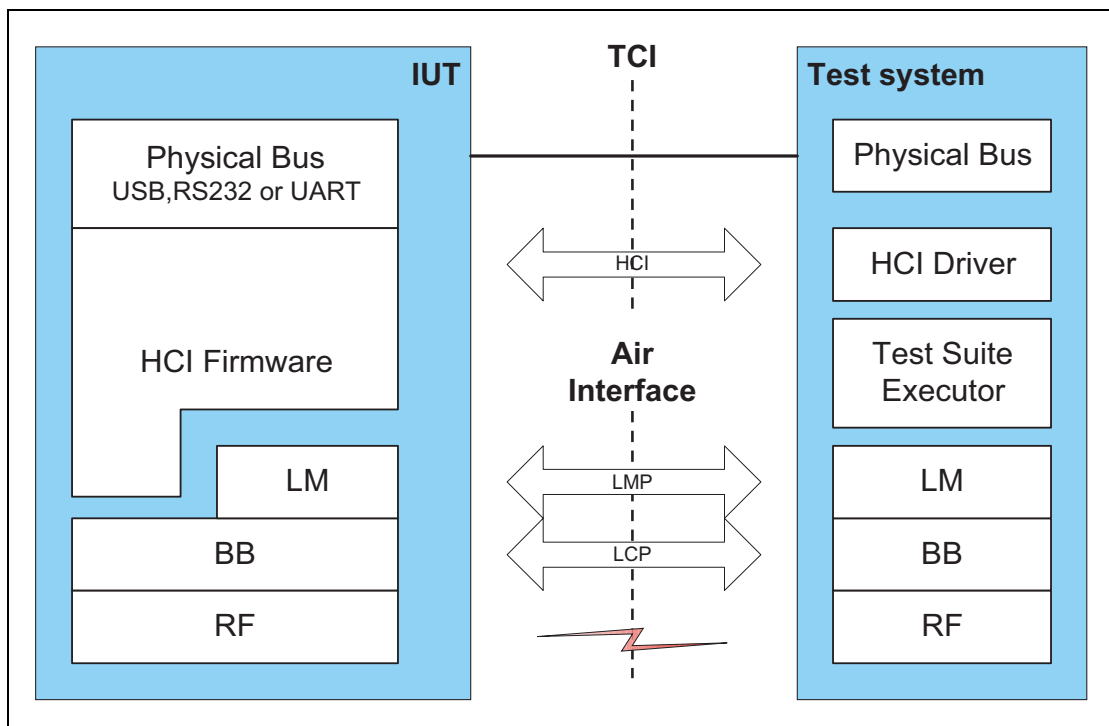 IUT
Physical Bus
USB,RS232 or UART
HCI Firmware
LM
BB
RF
TCI
HCI
Air
Interface
LMP
LCP
Test system
Physical Bus
HCI Driver
Test Suite
Executor
LM
BB
RF